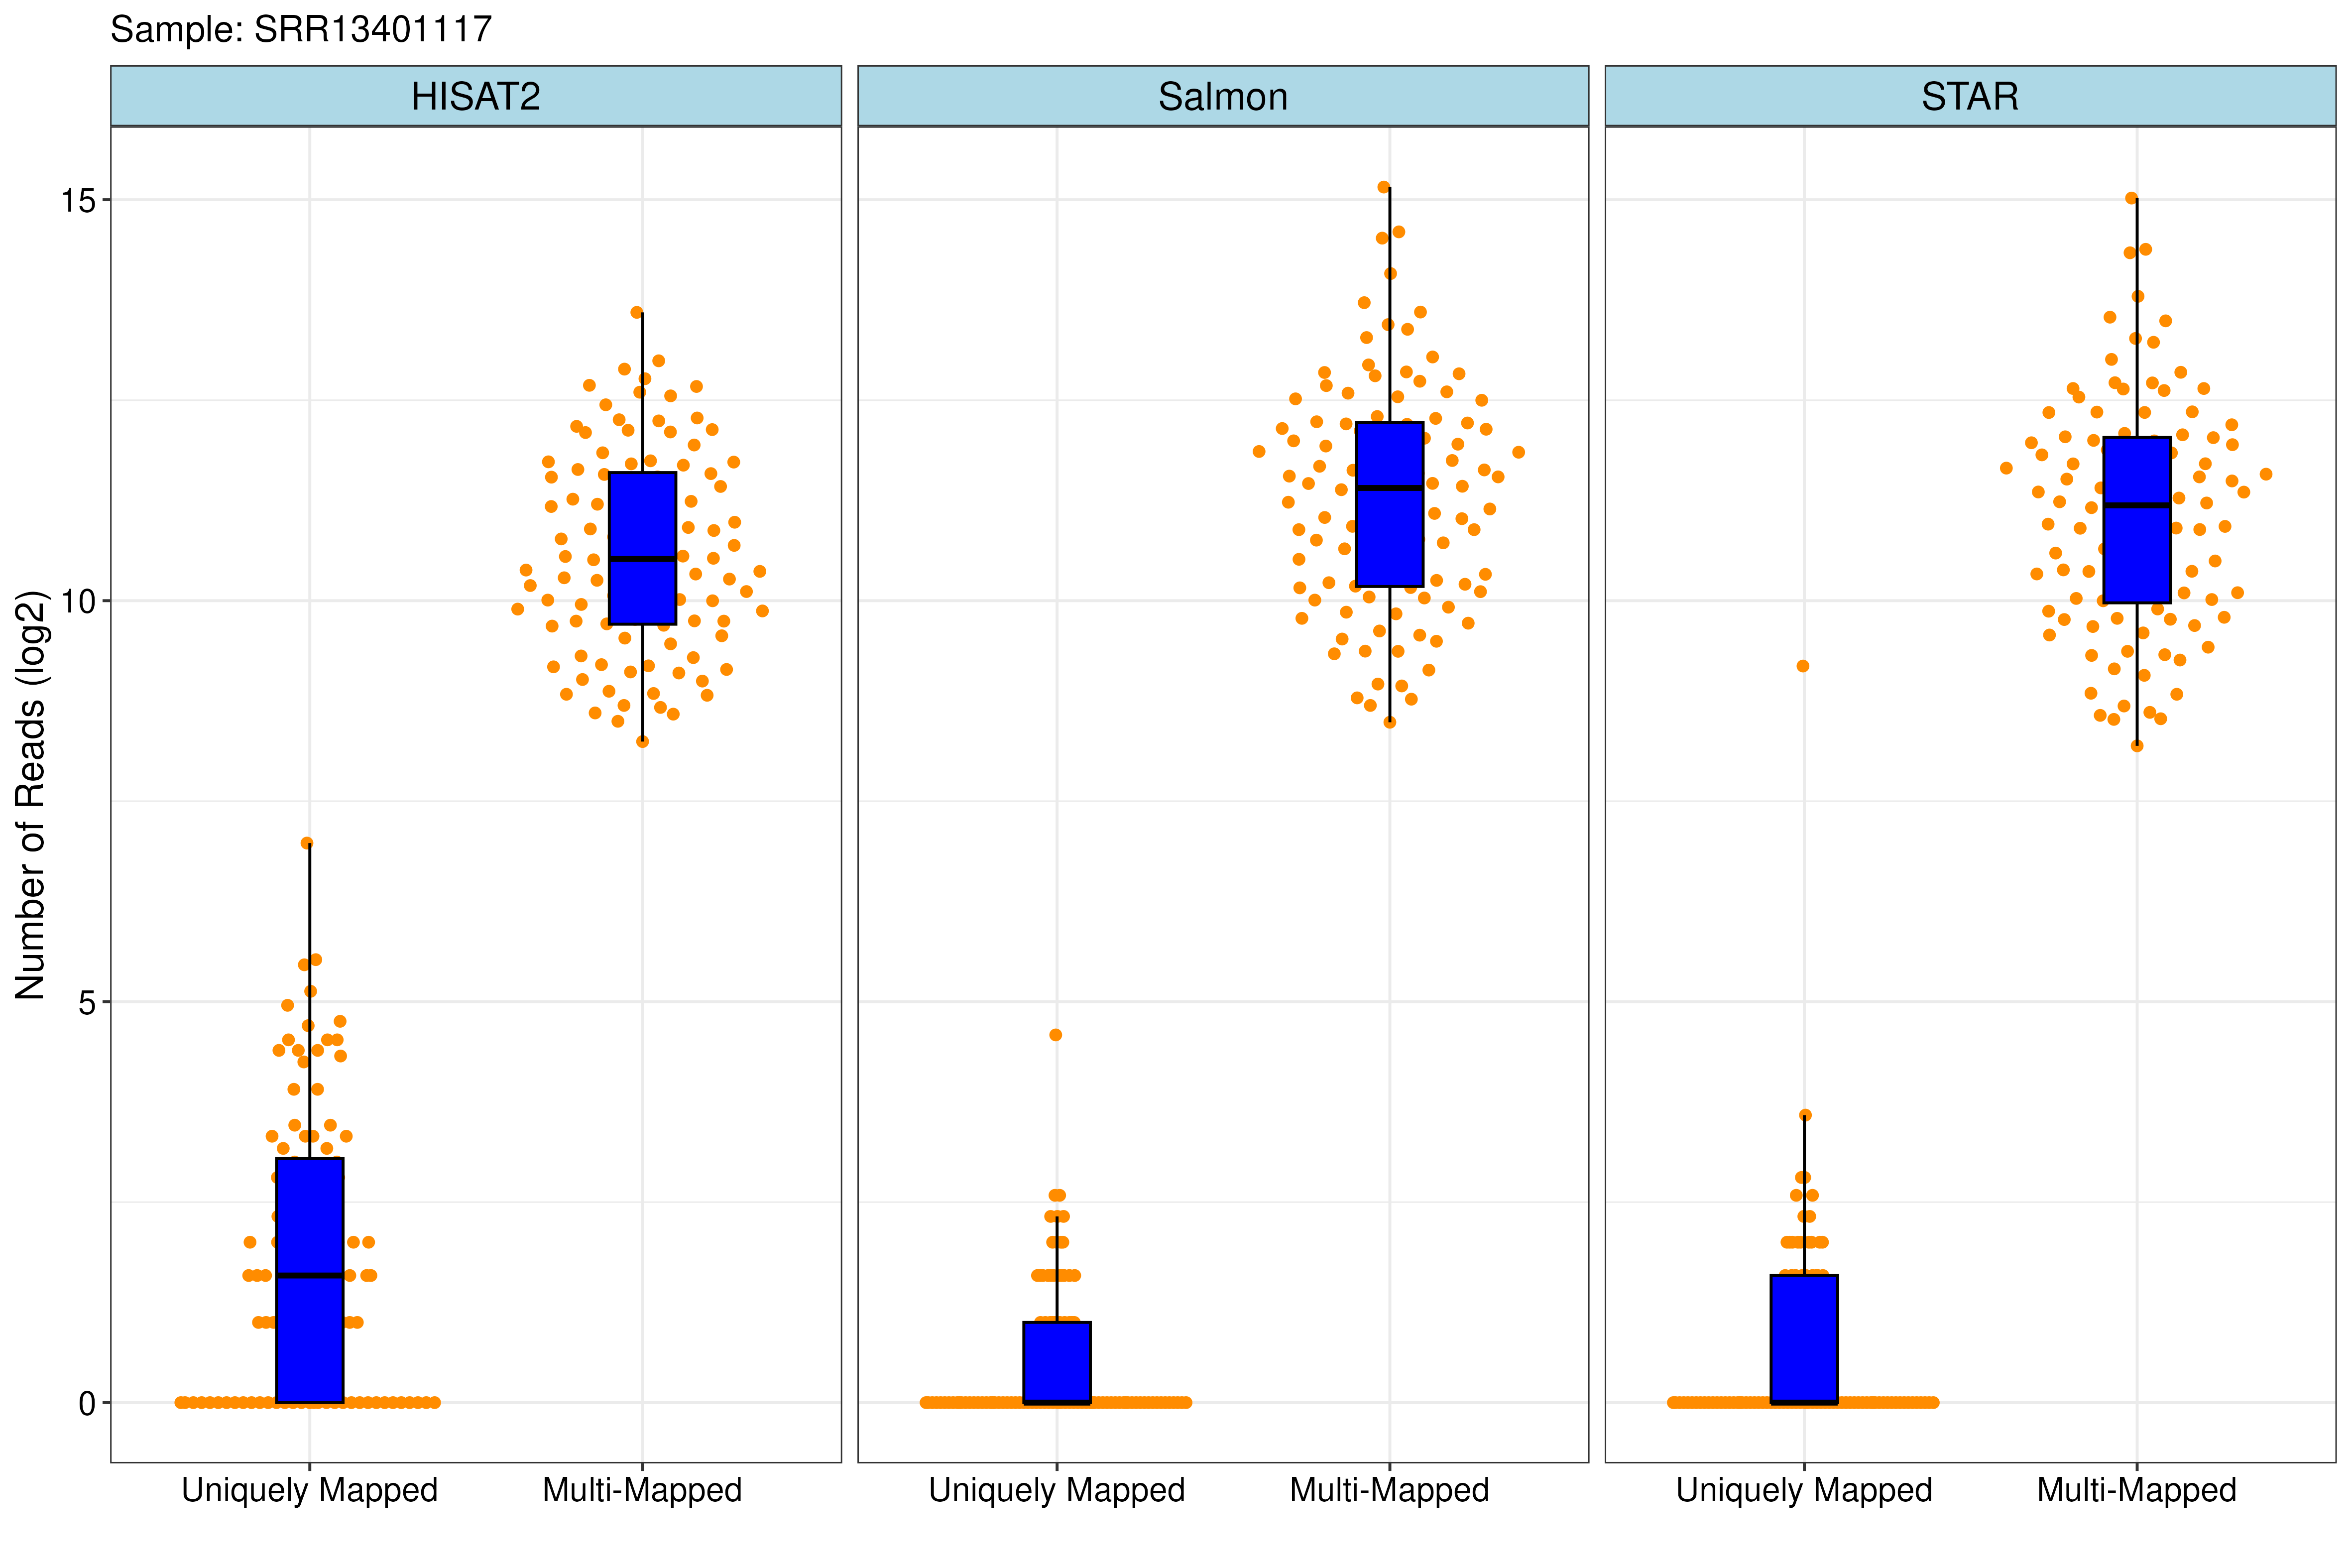 Sample: SRR13401117
HISAT2
Salmon
STAR
Number of Reads (log2)
15
10
5
0
Uniquely Mapped
Multi-Mapped
Uniquely Mapped
Multi-Mapped
Uniquely Mapped
Multi-Mapped